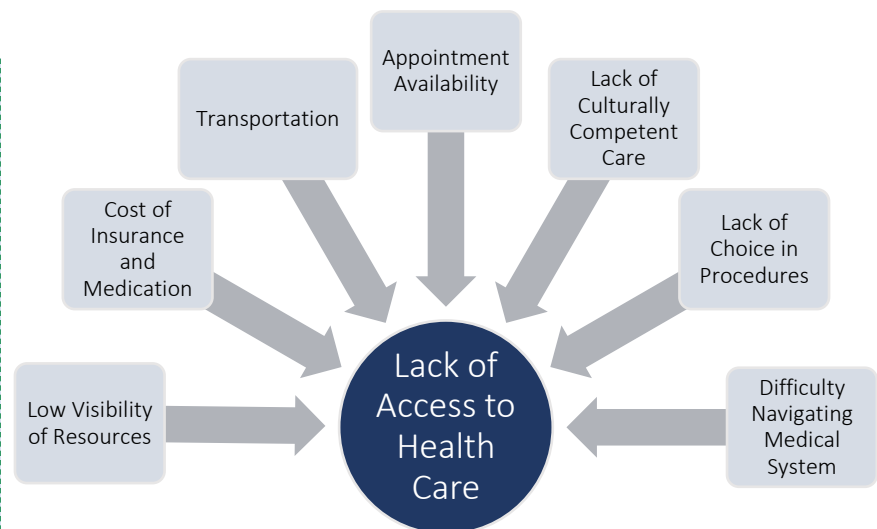 Appointment
Availability
Transportation
Lack of
Culturally
Competent
Care
Cost of
Insurance
and
Medication
Lack of
Choice in
Procedures
Low Visibility
of Resources
Lack of
Access to
Health
Care
Difficulty
Navigating
Medical
System